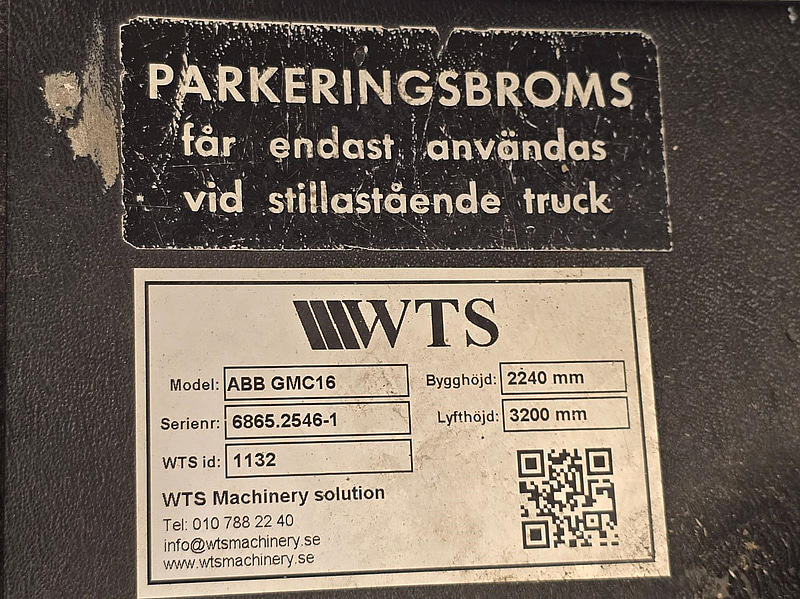 PARKERINGSBROMS
får endast användas
vid stillastående truck
WTS
Model: ABB GMC16
Bygghöjd: 2240 mm
Serienr: 6865.2546-1
Lyfthöjd: 3200 mm
WTS id: 1132
WTS Machinery solution
Tel: 010 788 22 40
info@wtsmachinery.se
www.wtsmachinery.se